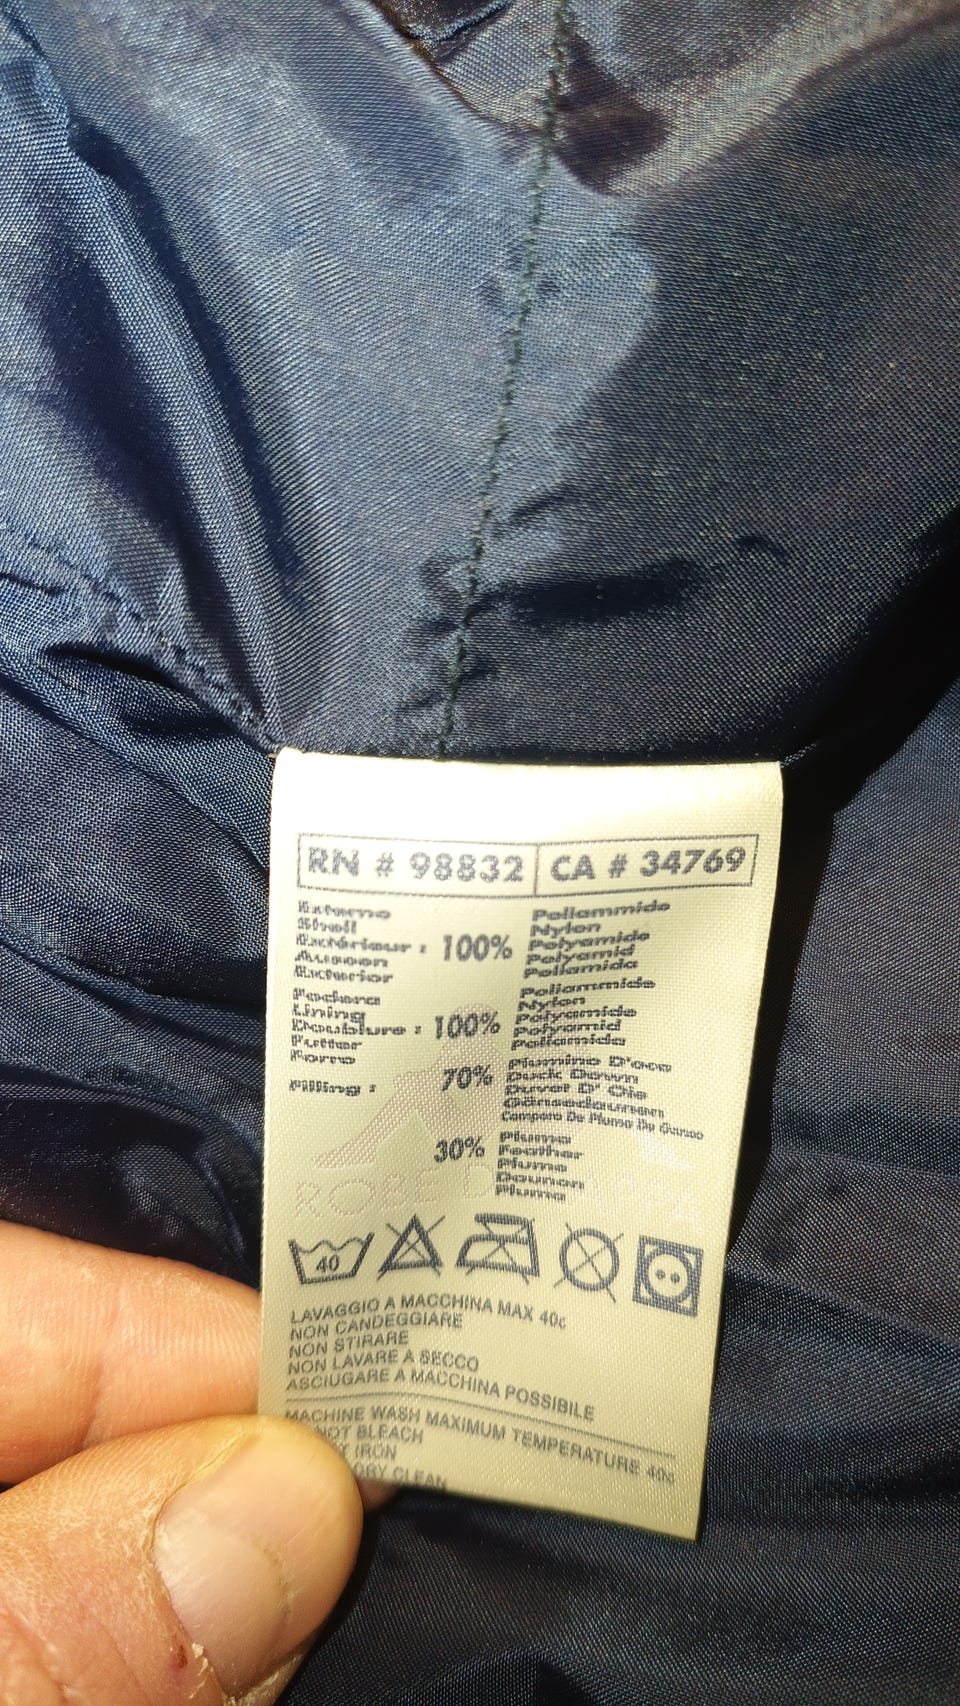 RN # 98832 CA # 34769
Esterno
Shell
Extérieur : 100%
Aussen
Exterior
Poliammide
Nylon
Polyamide
Polyamid
Poliamida
Fodera
Lining
Doublure : 100%
Futter
Forro
Poliammide
Nylon
Polyamide
Polyamid
Poliamida
Filling : 70%
Piumino D'oca
Duck Down
Duvet D' Oie
Gänsedaunen
30%
Piuma
Feather
Plume
Daunen
Pluma
ROBE D
40
LAVAGGIO A MACCHINA MAX 40c
NON CANDEGGIARE
NON STIRARE
NON LAVARE A SECCO
ASCIUGARE A MACCHINA POSSIBILE
MACHINE WASH MAXIMUM TEMPERATURE 40c
NOT BLEACH
IRON
DRY CLEAN